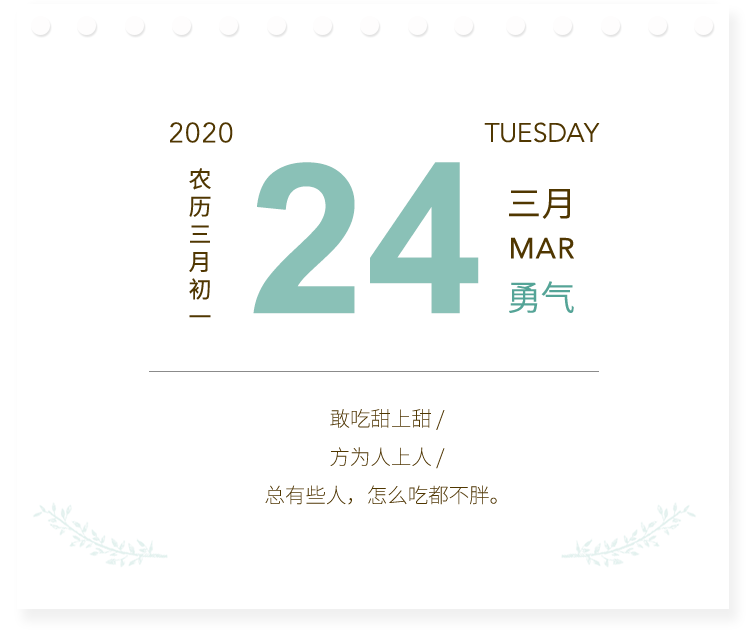 2020
TUESDAY
农历三月初一
24
三月
MAR
勇气
敢吃甜上甜 /
方为人上人 /
总有些人，怎么吃都不胖。